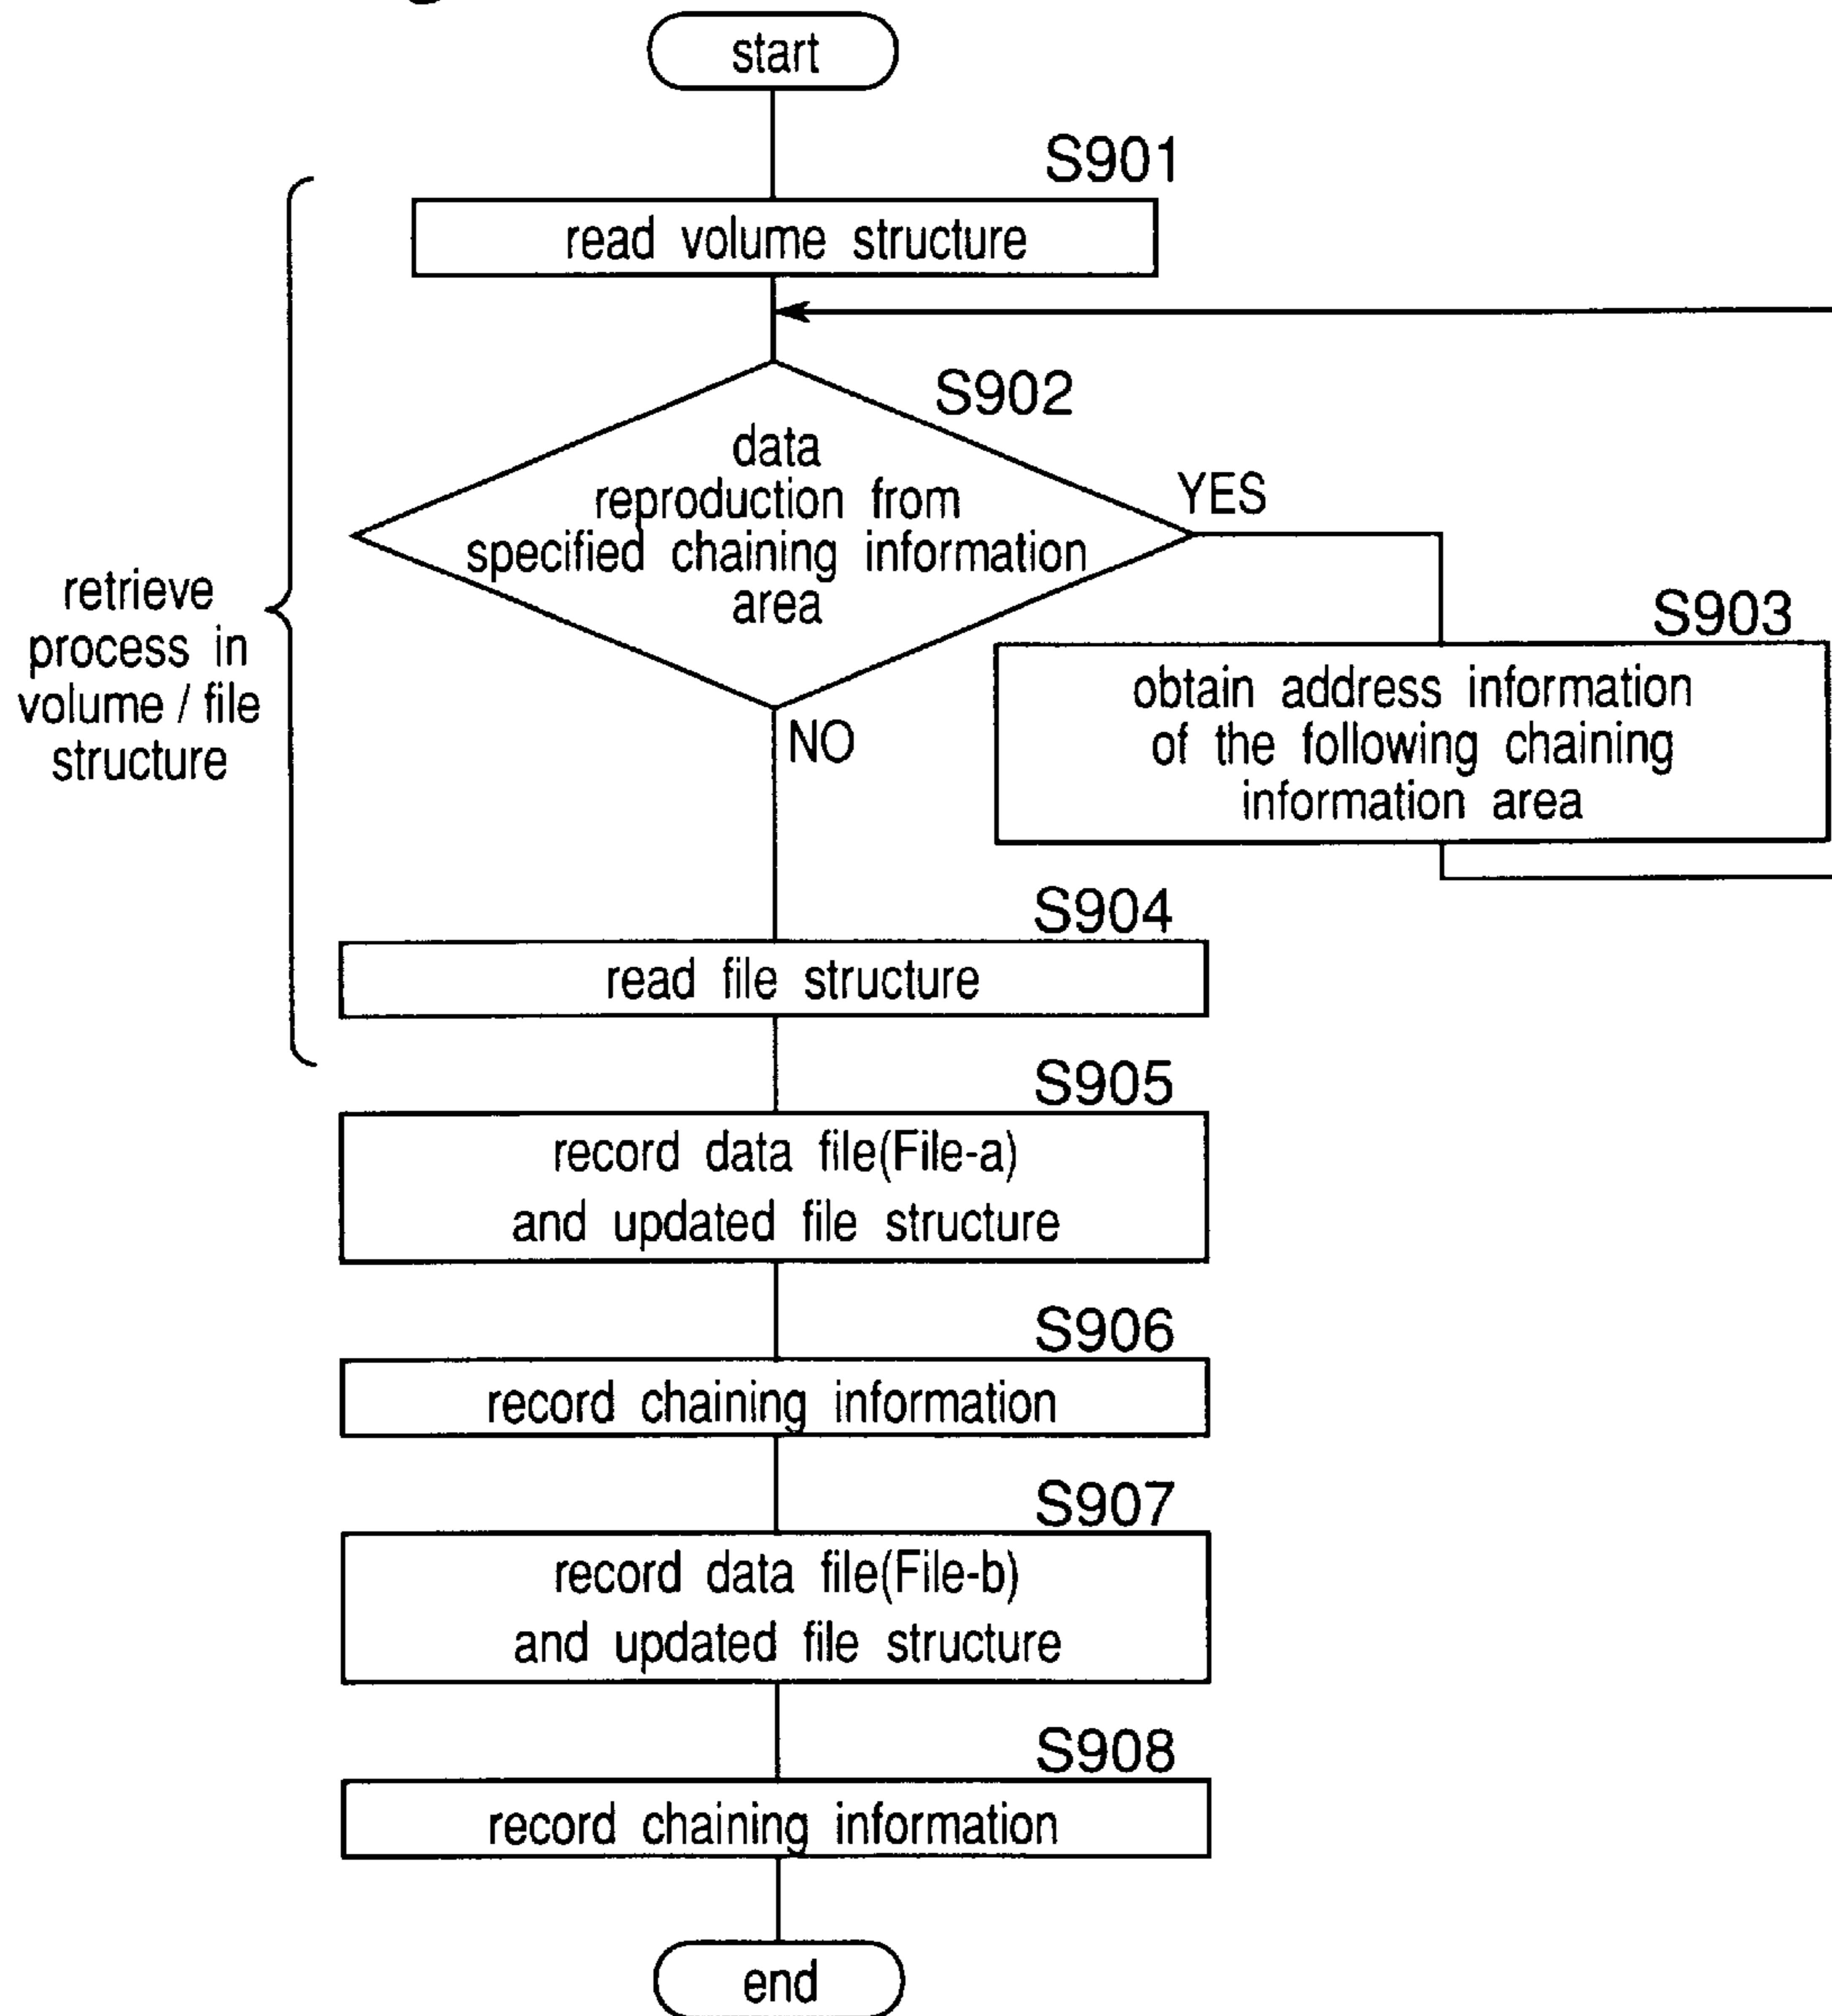 start
S901
read volume structure
S902
data
reproduction from
specified chaining information
area
YES
NO
retrieve
process in
volume / file
structure
S903
obtain address information
of the following chaining
information area
S904
read file structure
S905
record data file(File-a)
and updated file structure
S906
record chaining information
S907
record data file(File-b)
and updated file structure
S908
record chaining information
end